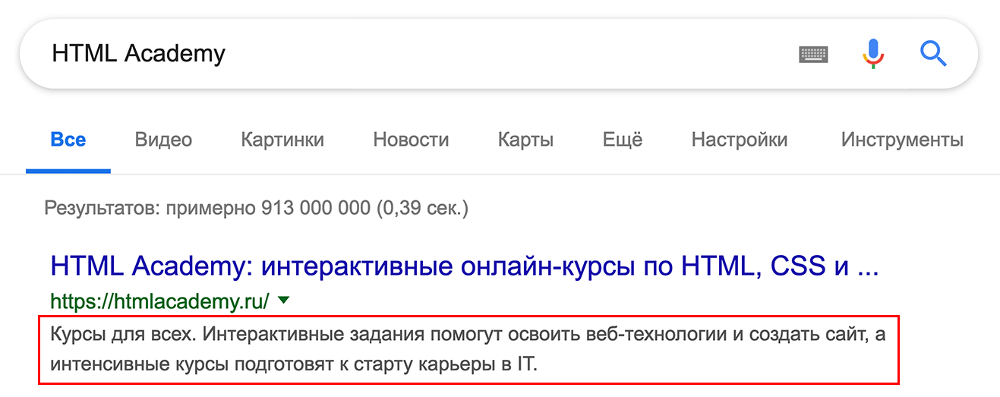 HTML Academy
Все Видео Картинки Новости Карты Ещё Настройки Инструменты
Результатов: примерно 913 000 000 (0,39 сек.)
HTML Academy: интерактивные онлайн-курсы по HTML, CSS и ...
https://htmlacademy.ru/
Курсы для всех. Интерактивные задания помогут освоить веб-технологии и создать сайт, а
интенсивные курсы подготовят к старту карьеры в IT.